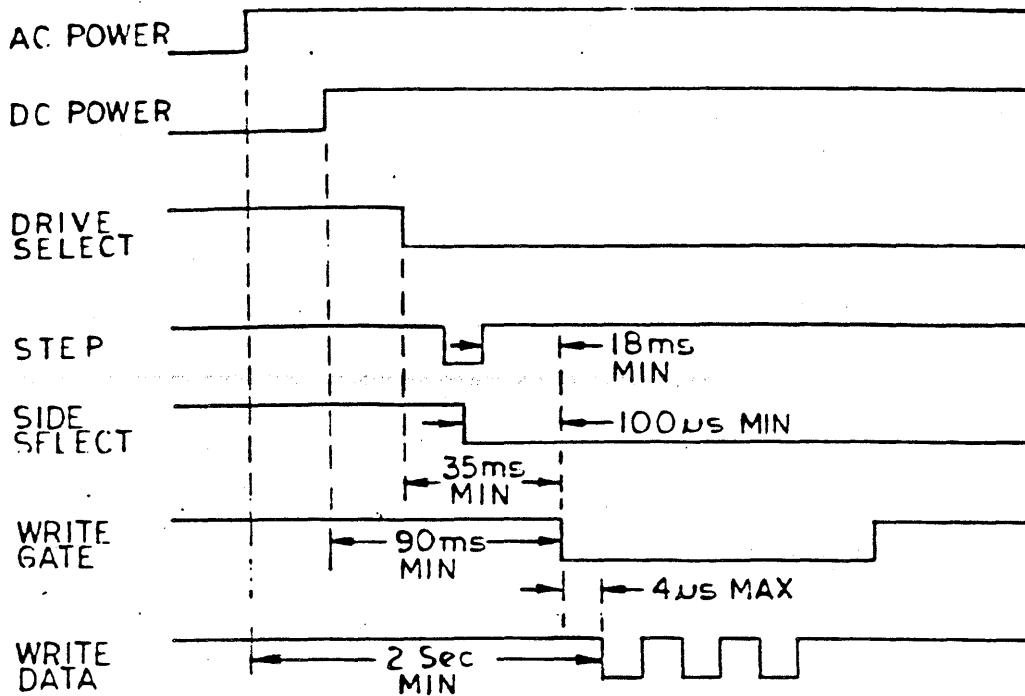 AC POWER
DC POWER
DRIVE
SELECT
STEP
18ms
MIN
SIDE
SELECT
100μs MIN
35ms
MIN
WRITE
GATE
90ms
MIN
4μs MAX
WRITE
DATA
2 Sec
MIN